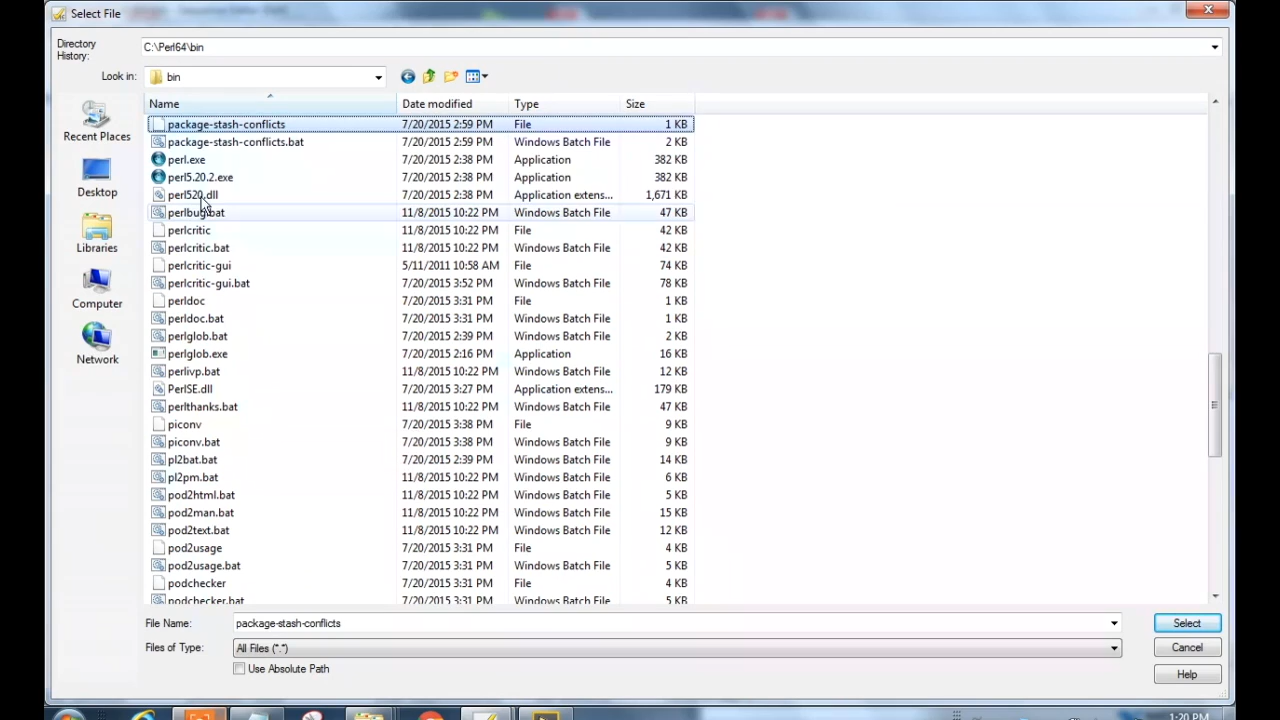 Select File
Directory
History:
C:\Perl64\bin
Look in:
bin
Name Date modified Type Size
package-stash-conflicts 7/20/2015 2:59 PM File 1 KB
package-stash-conflicts.bat 7/20/2015 2:59 PM Windows Batch File 2 KB
perl.exe 7/20/2015 2:38 PM Application 382 KB
perl5.20.2.exe 7/20/2015 2:38 PM Application 382 KB
perl520.dll 7/20/2015 2:38 PM Application extens... 1,671 KB
perlbug.bat 11/8/2015 10:22 PM Windows Batch File 47 KB
perlcritic 11/8/2015 10:22 PM File 42 KB
perlcritic.bat 11/8/2015 10:22 PM Windows Batch File 42 KB
perlcritic-gui 5/11/2011 10:58 AM File 74 KB
perlcritic-gui.bat 7/20/2015 3:52 PM Windows Batch File 78 KB
perldoc 7/20/2015 3:31 PM File 1 KB
perldoc.bat 7/20/2015 3:31 PM Windows Batch File 1 KB
perlglob.bat 7/20/2015 2:39 PM Windows Batch File 2 KB
perlglob.exe 7/20/2015 2:16 PM Application 16 KB
perlivp.bat 11/8/2015 10:22 PM Windows Batch File 12 KB
PerlSE.dll 7/20/2015 3:27 PM Application extens... 179 KB
perlthanks.bat 11/8/2015 10:22 PM Windows Batch File 47 KB
piconv 7/20/2015 3:38 PM File 9 KB
piconv.bat 7/20/2015 3:38 PM Windows Batch File 9 KB
pl2bat.bat 7/20/2015 2:39 PM Windows Batch File 14 KB
pl2pm.bat 11/8/2015 10:22 PM Windows Batch File 6 KB
pod2html.bat 11/8/2015 10:22 PM Windows Batch File 5 KB
pod2man.bat 11/8/2015 10:22 PM Windows Batch File 15 KB
pod2text.bat 11/8/2015 10:22 PM Windows Batch File 12 KB
pod2usage 7/20/2015 3:31 PM File 4 KB
pod2usage.bat 7/20/2015 3:31 PM Windows Batch File 5 KB
podchecker 7/20/2015 3:31 PM File 4 KB
podchecker.bat 7/20/2015 3:31 PM Windows Batch File 5 KB
Recent Places
Desktop
Libraries
Computer
Network
File Name: package-stash-conflicts Select
Files of Type: All Files (*.*) Cancel
Use Absolute Path
Help
1:20 PM